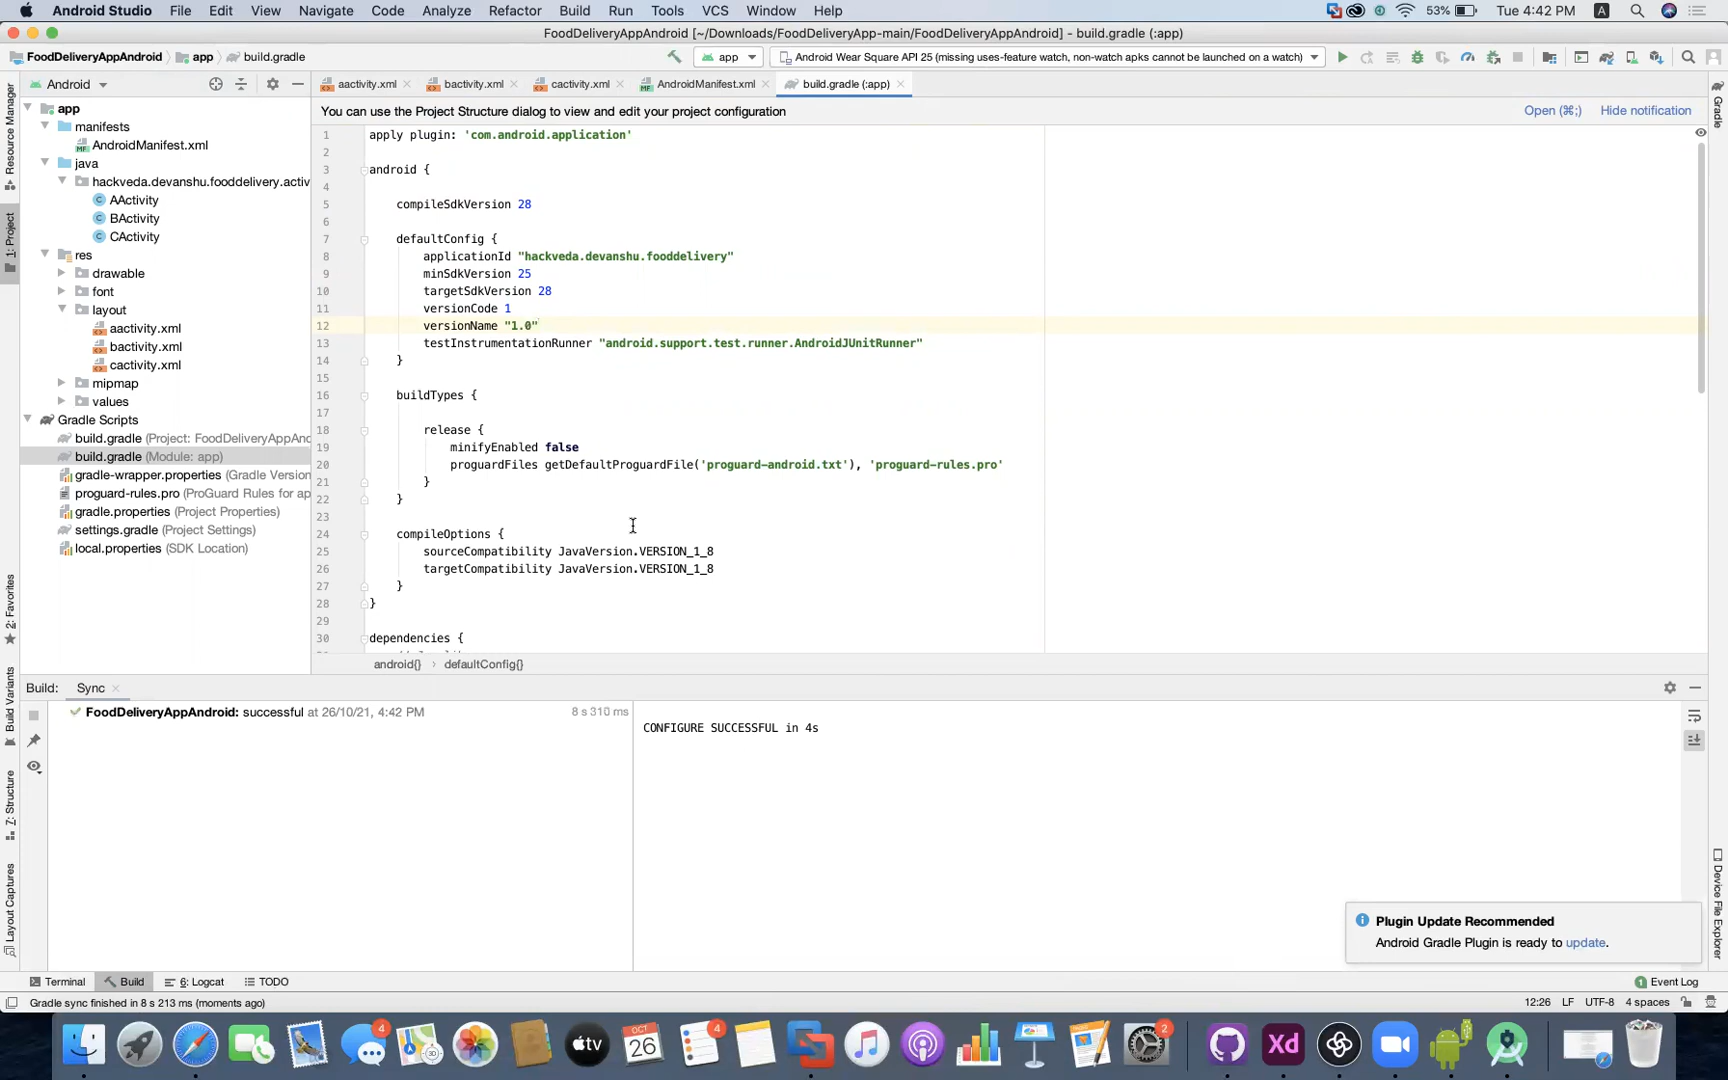 Android Studio File Edit View Navigate Code Analyze Refactor Build Run Tools VCS Window Help 53% Tue 4:42 PM A
FoodDeliveryAppAndroid [~/Downloads/FoodDeliveryApp-main/FoodDeliveryAppAndroid] - build.gradle (:app)
FoodDeliveryAppAndroid app build.gradle app Android Wear Square API 25 (missing uses-feature watch, non-watch apks cannot be launched on a watch)
Android aactivity.xml bactivity.xml cactivity.xml AndroidManifest.xml build.gradle (:app)
You can use the Project Structure dialog to view and edit your project configuration Open (⌘;) Hide notification
Resource Manager
1: Project
2: Favorites
Build Variants
7: Structure
Layout Captures
app
manifests
AndroidManifest.xml
java
hackveda.devanshu.fooddelivery.activ
AActivity
BActivity
CActivity
res
drawable
font
layout
aactivity.xml
bactivity.xml
cactivity.xml
mipmap
values
Gradle Scripts
build.gradle (Project: FoodDeliveryAppAnd
build.gradle (Module: app)
gradle-wrapper.properties (Gradle Version
proguard-rules.pro (ProGuard Rules for ap
gradle.properties (Project Properties)
settings.gradle (Project Settings)
local.properties (SDK Location)
1 apply plugin: 'com.android.application'
2
3 android {
4
5 compileSdkVersion 28
6
7 defaultConfig {
8 applicationId "hackveda.devanshu.fooddelivery"
9 minSdkVersion 25
10 targetSdkVersion 28
11 versionCode 1
12 versionName "1.0"
13 testInstrumentationRunner "android.support.test.runner.AndroidJUnitRunner"
14 }
15
16 buildTypes {
17
18 release {
19 minifyEnabled false
20 proguardFiles getDefaultProguardFile('proguard-android.txt'), 'proguard-rules.pro'
21 }
22 }
23
24 compileOptions {
25 sourceCompatibility JavaVersion.VERSION_1_8
26 targetCompatibility JavaVersion.VERSION_1_8
27 }
28 }
29
30 dependencies {
android{} › defaultConfig{}
Gradle
Device File Explorer
Build: Sync
FoodDeliveryAppAndroid: successful at 26/10/21, 4:42 PM 8 s 310 ms
CONFIGURE SUCCESSFUL in 4s
Plugin Update Recommended
Android Gradle Plugin is ready to update.
Terminal Build 6: Logcat TODO 1 Event Log
Gradle sync finished in 8 s 213 ms (moments ago) 12:26 LF UTF-8 4 spaces
4 OCT 26 tv 4 2 Xd